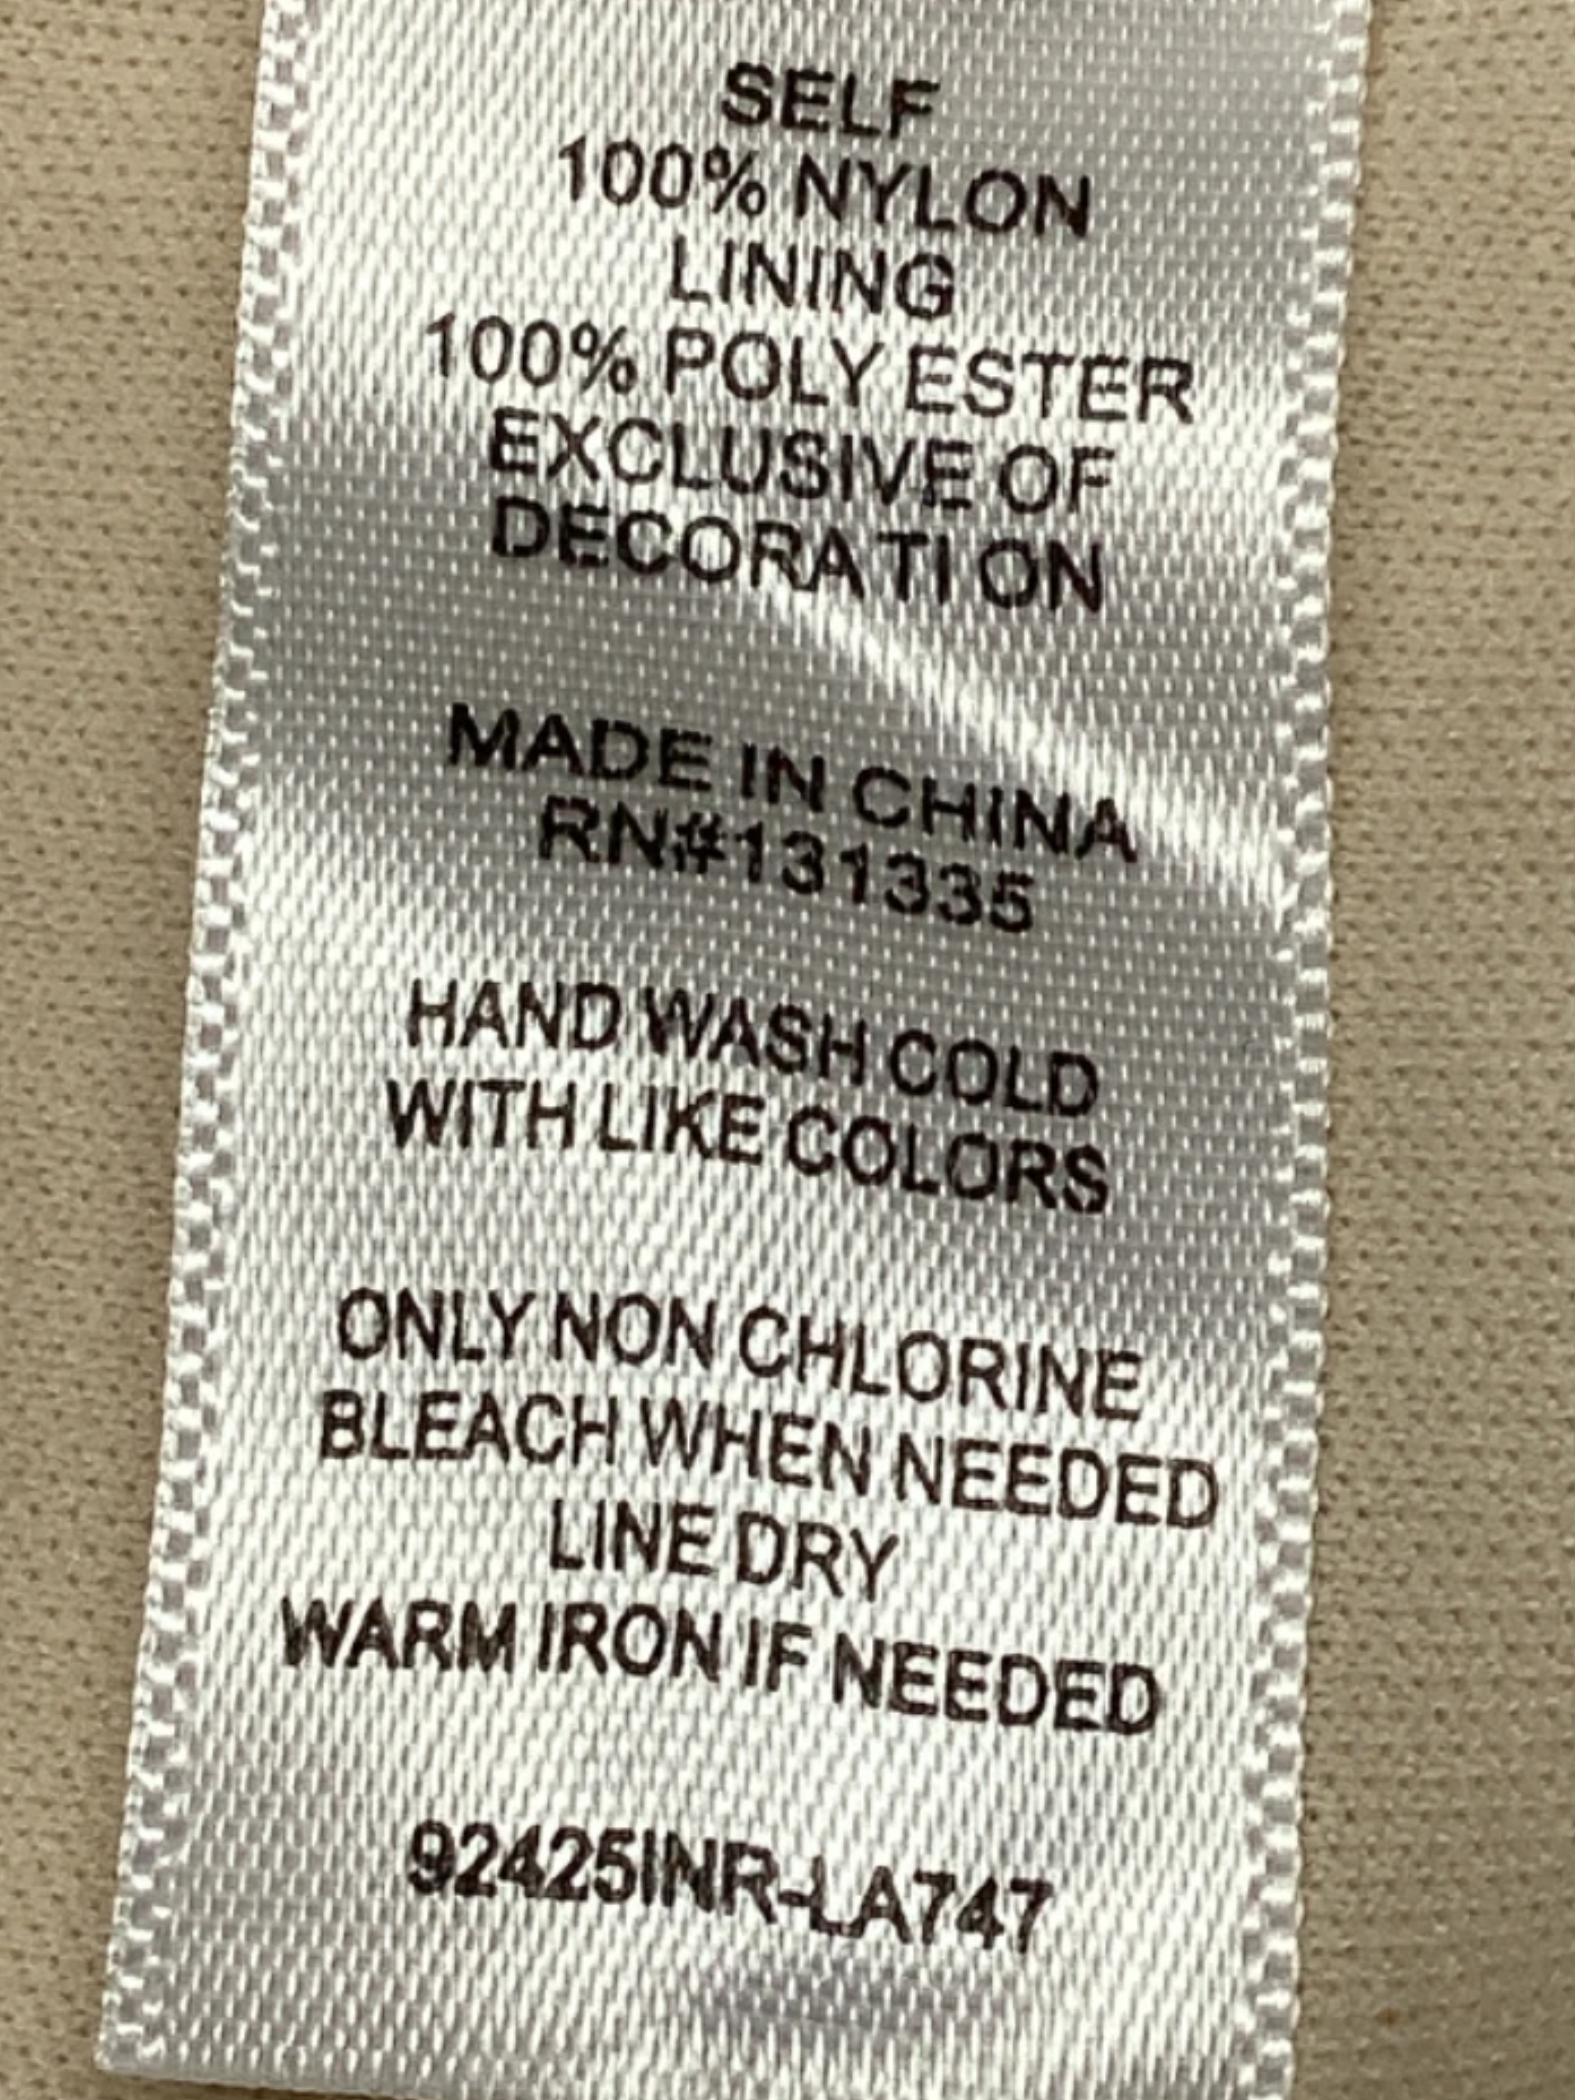 SELF
100% NYLON
LINING
100% POLYESTER
EXCLUSIVE OF
DECORATION
MADE IN CHINA
RN#131335
HAND WASH COLD
WITH LIKE COLORS
ONLY NON CHLORINE
BLEACH WHEN NEEDED
LINE DRY
WARM IRON IF NEEDED
92425INR-LA747